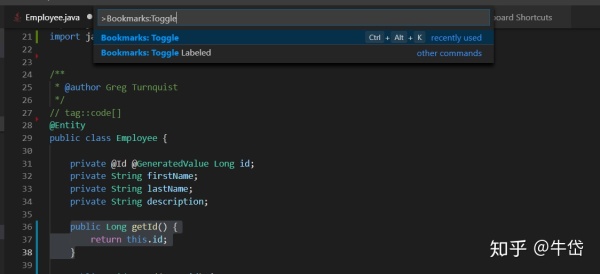 Employee.java
>Bookmarks:Toggle
board Shortcuts
Bookmarks: Toggle Ctrl + Alt + K recently used
Bookmarks: Toggle Labeled other commands
21 import ja
22
23
24 /**
25 * @author Greg Turnquist
26 */
27 // tag::code[]
28 @Entity
29 public class Employee {
30
31 private @Id @GeneratedValue Long id;
32 private String firstName;
33 private String lastName;
34 private String description;
35
36 public Long getId() {
37 return this.id;
38 }
知乎 @牛岱